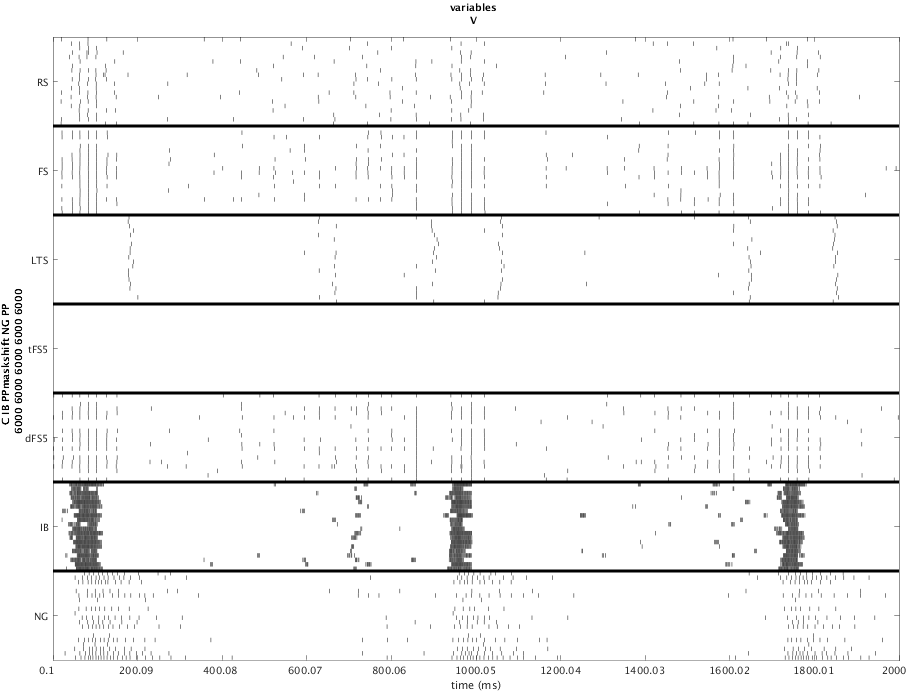 variables
V
RS
FS
LTS
tFS5
dFS5
IB
NG
C IB PPmaskshift NG PP
6000 6000 6000 6000 6000
0.1 200.09 400.08 600.07 800.06 1000.05 1200.04 1400.03 1600.02 1800.01 2000
time (ms)